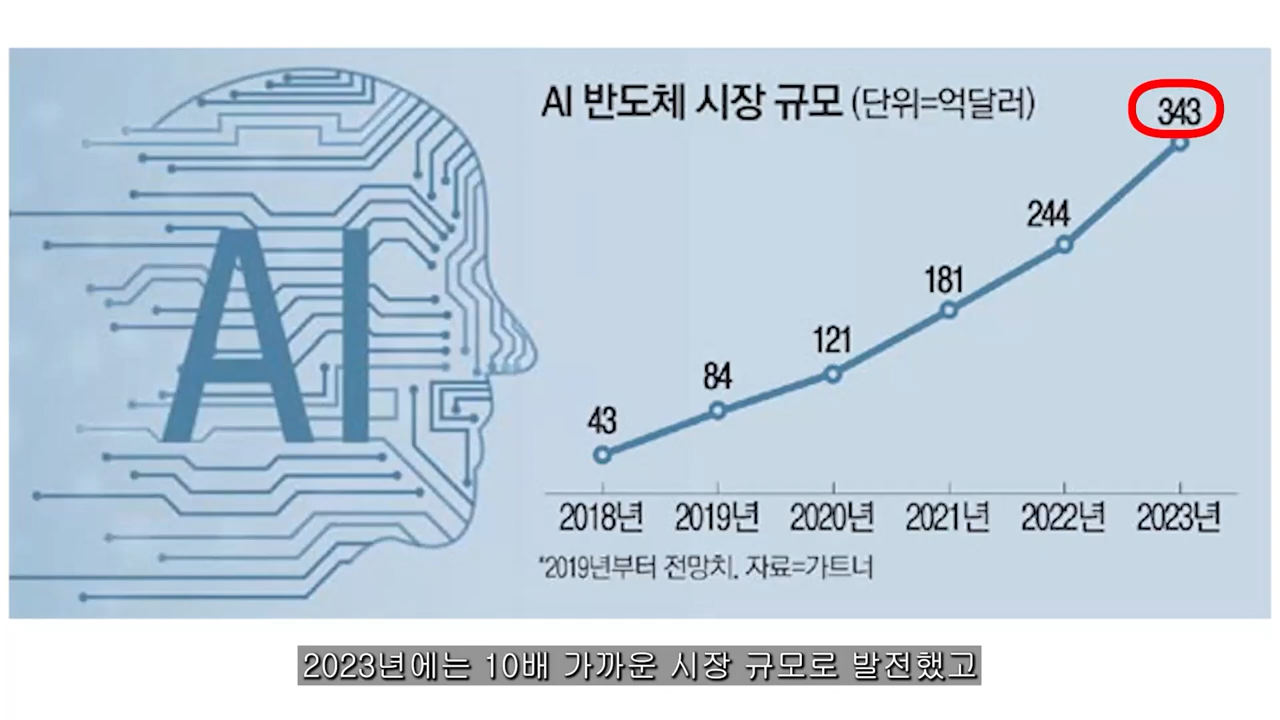 AI
AI 반도체 시장 규모 (단위=억달러)
343
244
181
121
84
43
2018년 2019년 2020년 2021년 2022년 2023년
*2019년부터 전망치, 자료=가트너
2023년에는 10배 가까운 시장 규모로 발전했고